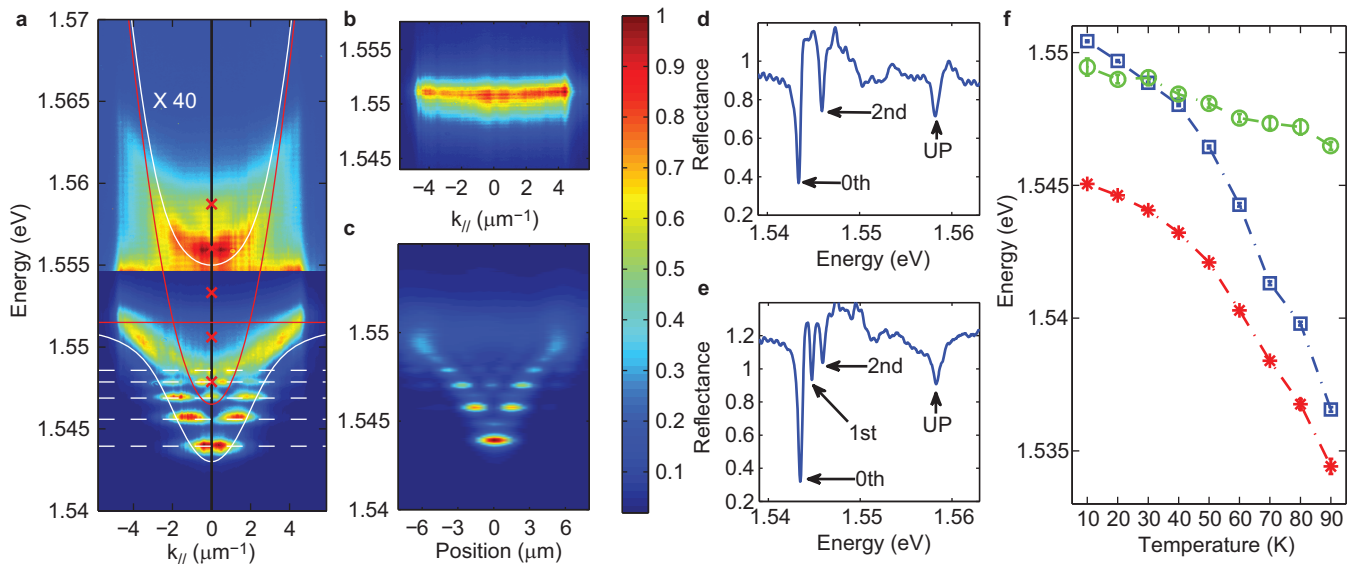 a
1.57
1.565
1.56
1.555
1.55
1.545
1.54
Energy (eV)
X 40
−4 −2 0 2 4
k// (μm−1)
b
1.555
1.55
1.545
−4 −2 0 2 4
k// (μm−1)
c
1.55
1.545
1.54
−6 −3 0 3 6
Position (μm)
1
0.9
0.8
0.7
0.6
0.5
0.4
0.3
0.2
0.1
d
1
0.8
0.6
0.4
0.2
Reflectance
2nd
UP
0th
1.54 1.55 1.56
Energy (eV)
e
1.2
1
0.8
0.6
0.4
0.2
Reflectance
2nd
1st
UP
0th
1.54 1.55 1.56
Energy (eV)
f
1.55
1.545
1.54
1.535
Energy (eV)
10 20 30 40 50 60 70 80 90
Temperature (K)